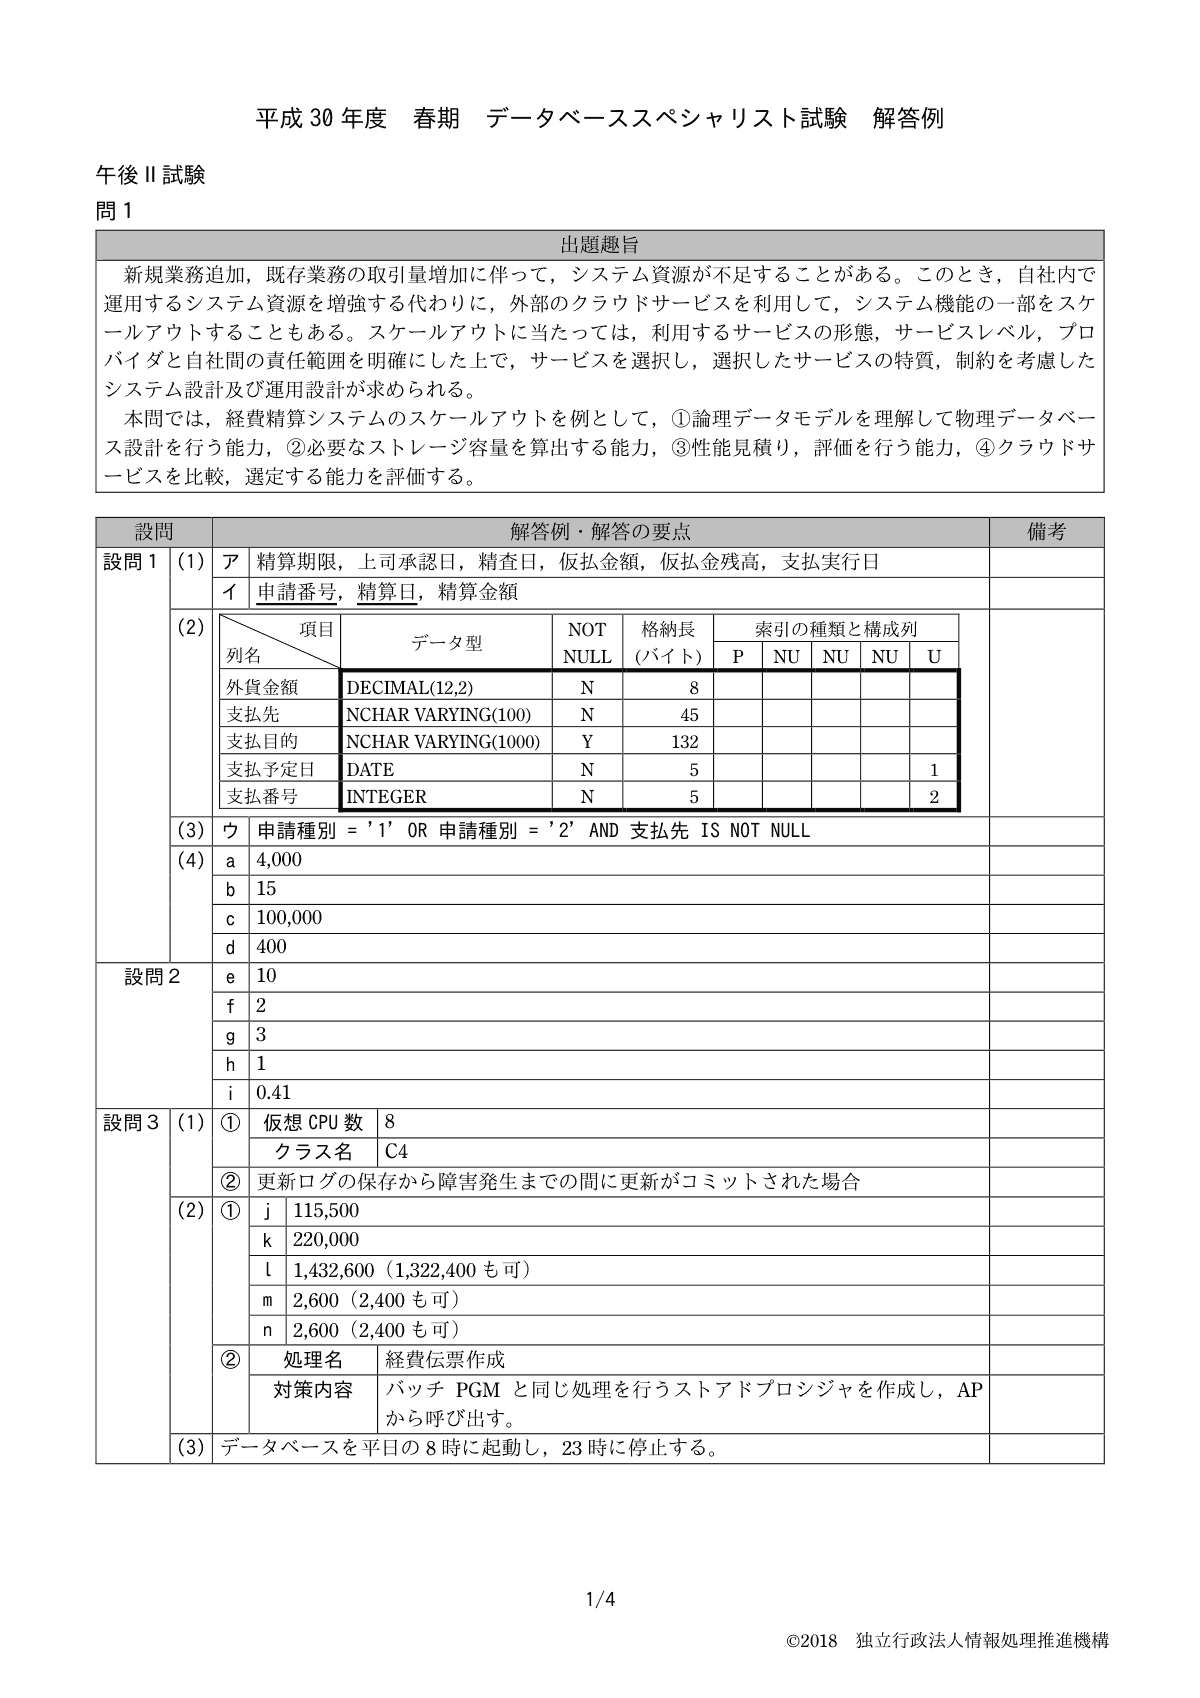 平成 30 年度　春期　データベーススペシャリスト試験　解答例
午後Ⅱ試験
問 1
出題趣旨
　新規業務追加，既存業務の取引量増加に伴って，システム資源が不足することがある。このとき，自社内で
運用するシステム資源を増強する代わりに，外部のクラウドサービスを利用して，システム機能の一部をスケ
ールアウトすることもある。スケールアウトに当たっては，利用するサービスの形態，サービスレベル，プロ
バイダと自社間の責任範囲を明確にした上で，サービスを選択し，選択したサービスの特質，制約を考慮した
システム設計及び運用設計が求められる。
　本問では，経費精算システムのスケールアウトを例として，①論理データモデルを理解して物理データベー
ス設計を行う能力，②必要なストレージ容量を算出する能力，③性能見積り，評価を行う能力，④クラウドサ
ービスを比較，選定する能力を評価する。
設問 解答例・解答の要点 備考
設問 1 (1) ア 精算期限，上司承認日，精査日，仮払金額，仮払金残高，支払実行日
イ 申請番号，精算日，精算金額
(2) 項目 データ型 NOT 格納長 索引の種類と構成列
列名 NULL (バイト) P NU NU NU U
外貨金額 DECIMAL(12,2) N 8
支払先 NCHAR VARYING(100) N 45
支払目的 NCHAR VARYING(1000) Y 132
支払予定日 DATE N 5 1
支払番号 INTEGER N 5 2
(3) ウ 申請種別 = '1' OR 申請種別 = '2' AND 支払先 IS NOT NULL
(4) a 4,000
b 15
c 100,000
d 400
設問 2 e 10
f 2
g 3
h 1
i 0.41
設問 3 (1) ① 仮想 CPU 数 8
クラス名 C4
② 更新ログの保存から障害発生までの間に更新がコミットされた場合
(2) ① j 115,500
k 220,000
l 1,432,600（1,322,400 も可）
m 2,600（2,400 も可）
n 2,600（2,400 も可）
② 処理名 経費伝票作成
対策内容 バッチ PGM と同じ処理を行うストアドプロシジャを作成し，AP
から呼び出す。
(3) データベースを平日の 8 時に起動し，23 時に停止する。
1/4
©2018　独立行政法人情報処理推進機構